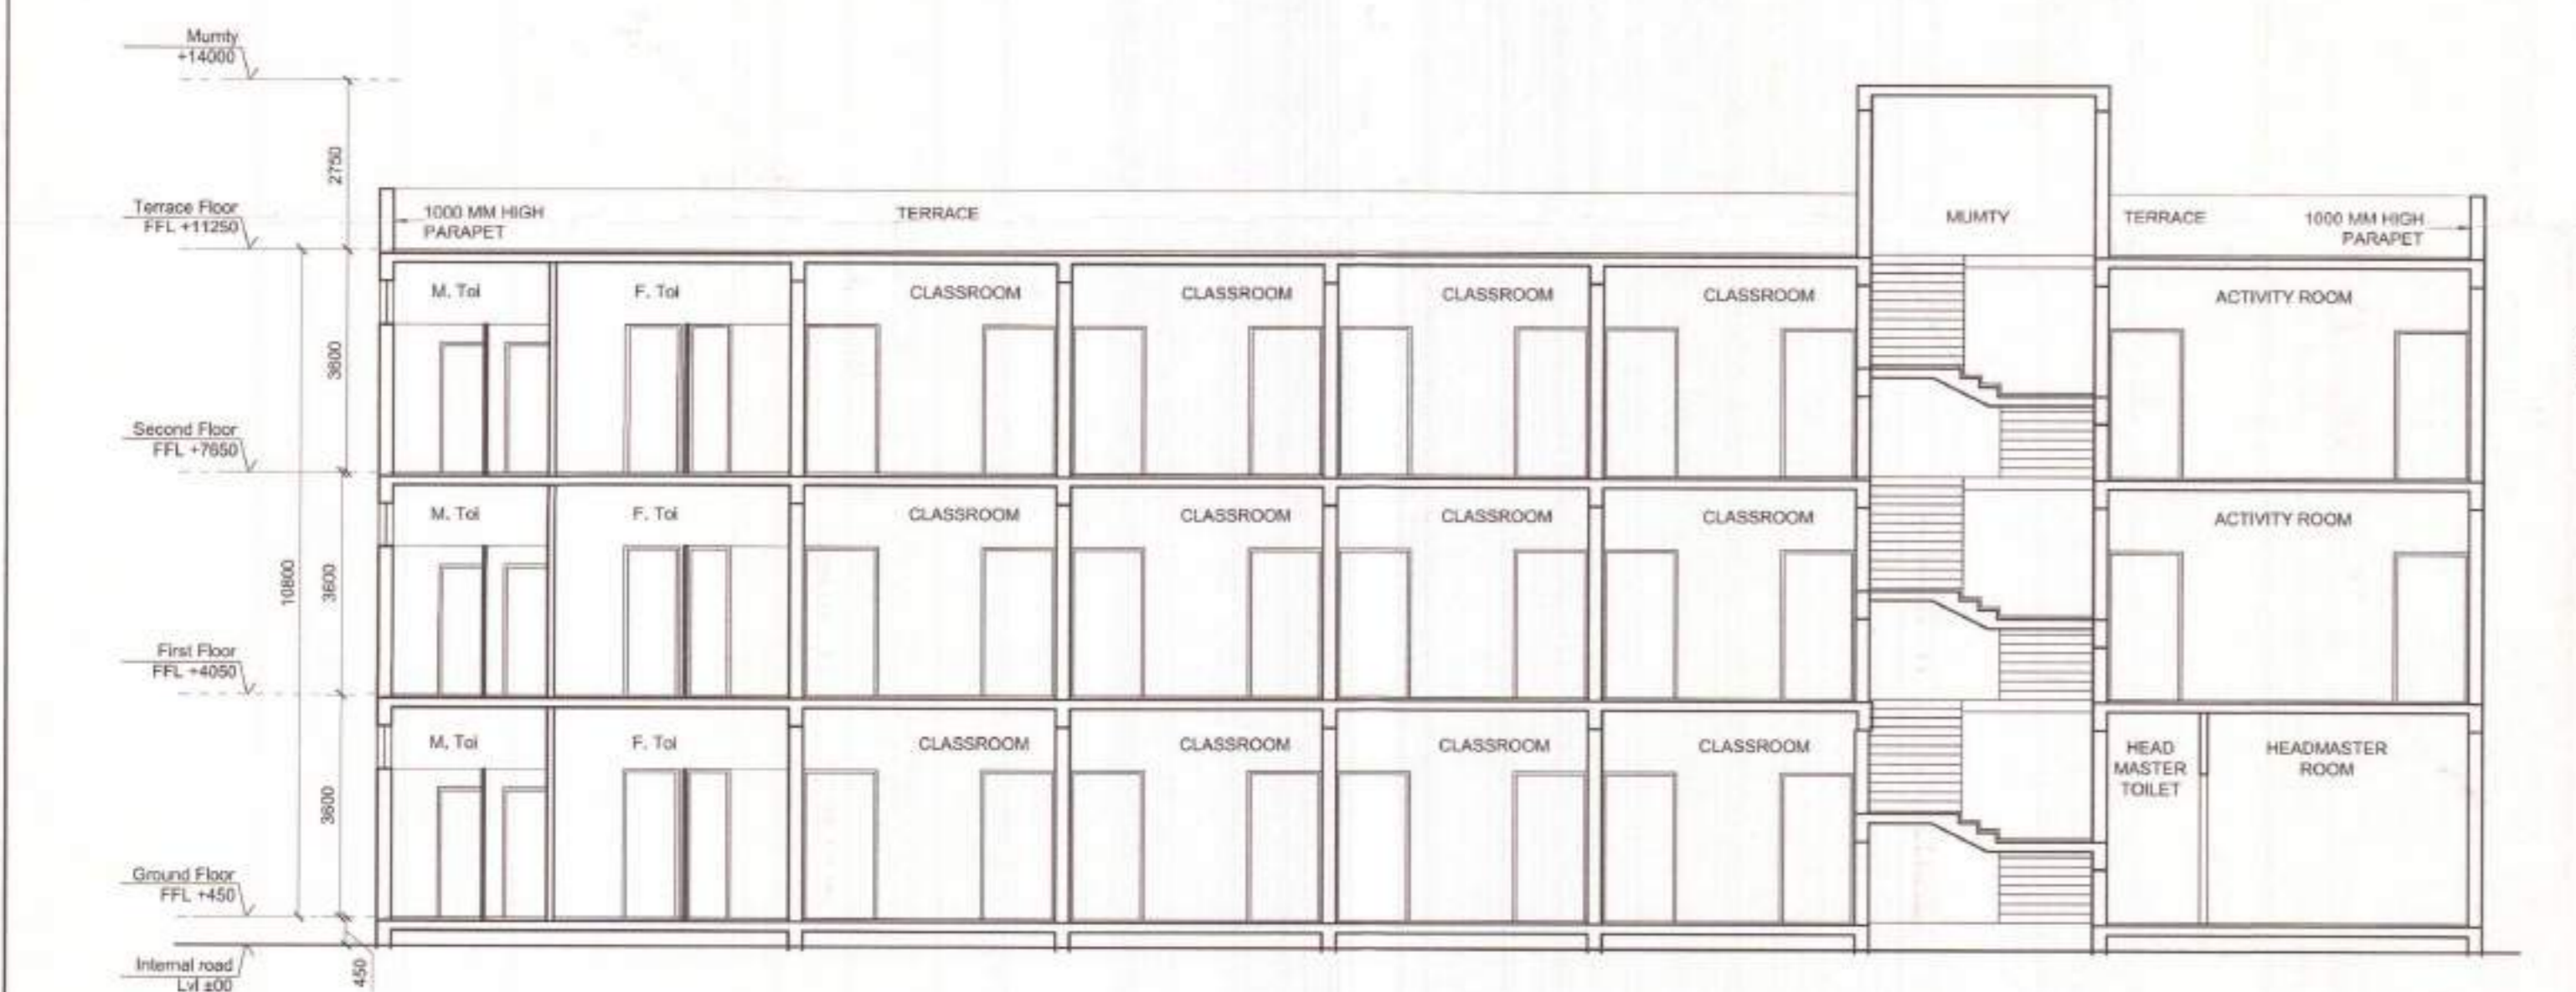 Mumty
+14000
2750
Terrace Floor
FFL +11250
1000 MM HIGH
PARAPET
TERRACE
MUMTY
TERRACE
1000 MM HIGH
PARAPET
M. Toi
F. Toi
CLASSROOM
CLASSROOM
CLASSROOM
CLASSROOM
ACTIVITY ROOM
3600
Second Floor
FFL +7650
M. Toi
F. Toi
CLASSROOM
CLASSROOM
CLASSROOM
CLASSROOM
ACTIVITY ROOM
10800
3600
First Floor
FFL +4050
M. Toi
F. Toi
CLASSROOM
CLASSROOM
CLASSROOM
CLASSROOM
HEAD
MASTER
TOILET
HEADMASTER
ROOM
3600
Ground Floor
FFL +450
Internal road
Lvl ±00
450